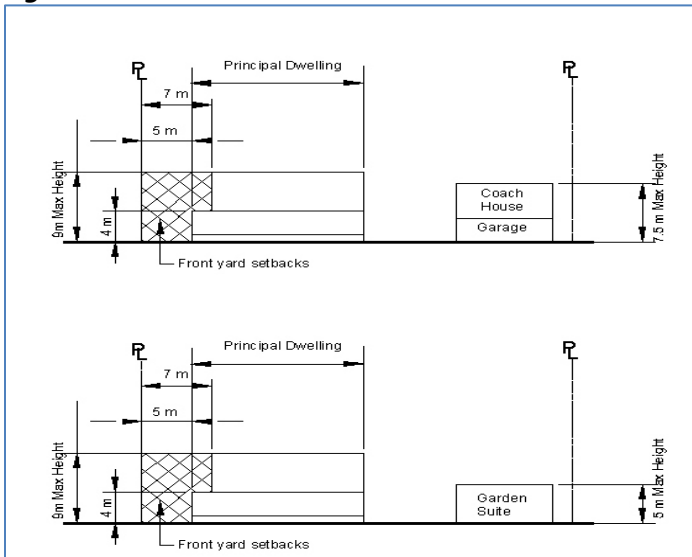 Principal Dwelling
PL
PL
7 m
5 m
9m Max Height
4 m
Coach
House
Garage
7.5 m Max Height
Front yard setbacks
Principal Dwelling
PL
PL
7 m
5 m
9m Max Height
4 m
Garden
Suite
5 m Max Height
Front yard setbacks